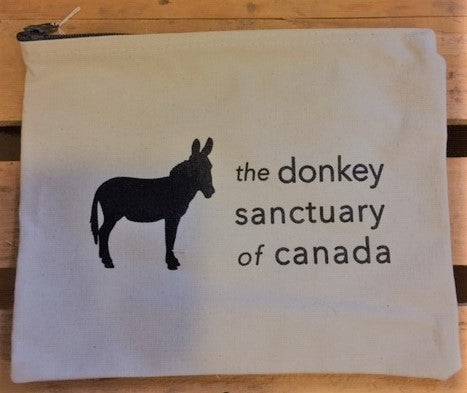 the donkey
sanctuary
of canada